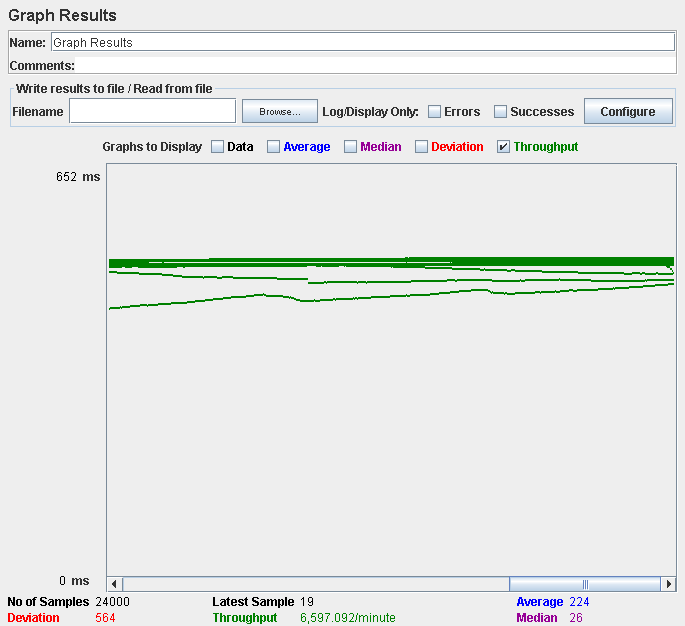 Graph Results
Name: Graph Results
Comments:
Write results to file / Read from file
Filename Browse... Log/Display Only: Errors Successes Configure
Graphs to Display Data Average Median Deviation Throughput
652 ms
0 ms
No of Samples 24000 Latest Sample 19 Average 224
Deviation 564 Throughput 6,597.092/minute Median 26